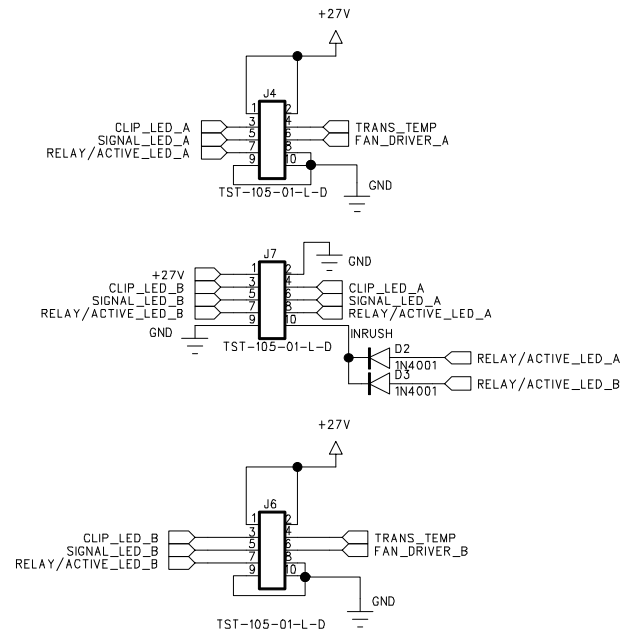 +27V
J4
1 2
CLIP_LED_A 3 4 TRANS_TEMP
SIGNAL_LED_A 5 6 FAN_DRIVER_A
RELAY/ACTIVE_LED_A 7 8
9 10
GND
TST-105-01-L-D
J7
GND
+27V 1 2
CLIP_LED_B 3 4 CLIP_LED_A
SIGNAL_LED_B 5 6 SIGNAL_LED_A
RELAY/ACTIVE_LED_B 7 8 RELAY/ACTIVE_LED_A
GND 9 10
INRUSH
TST-105-01-L-D
D2
1N4001 RELAY/ACTIVE_LED_A
D3
1N4001 RELAY/ACTIVE_LED_B
+27V
J6
1 2
CLIP_LED_B 3 4 TRANS_TEMP
SIGNAL_LED_B 5 6 FAN_DRIVER_B
RELAY/ACTIVE_LED_B 7 8
9 10
GND
TST-105-01-L-D